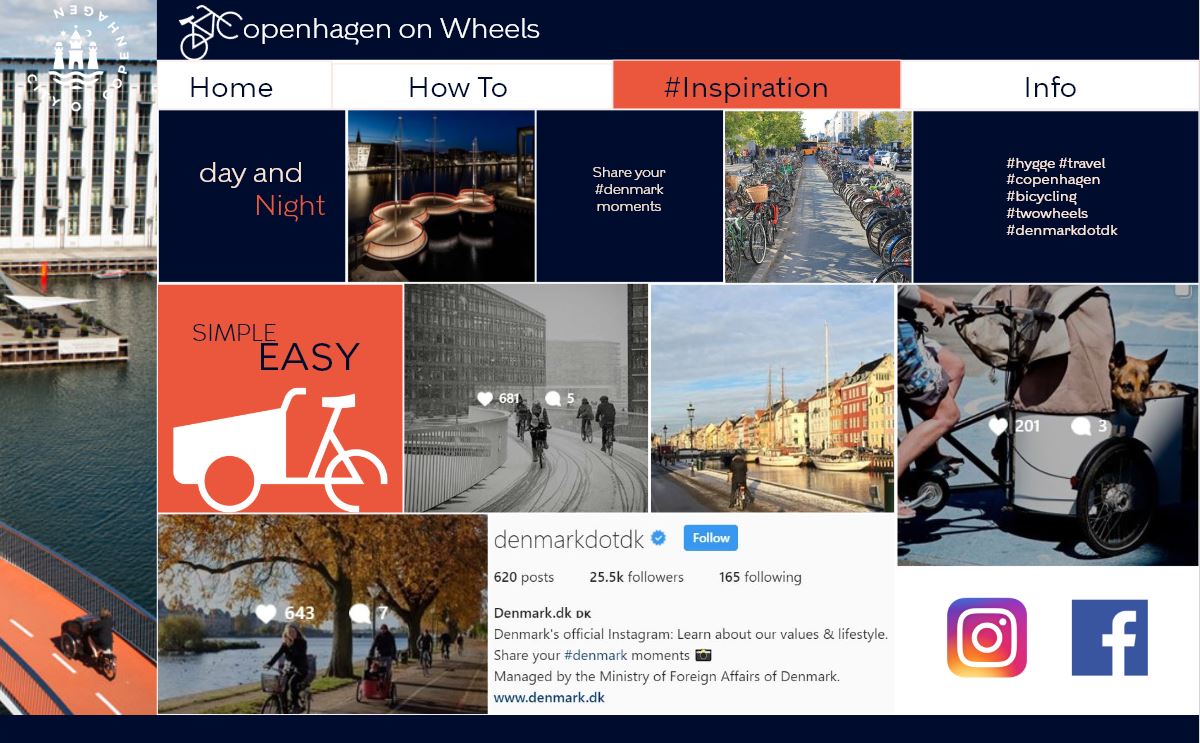 CITY OF COPENHAGEN
Copenhagen on Wheels
Home
How To
#Inspiration
Info
day and
Night
Share your
#denmark
moments
#hygge #travel
#copenhagen
#bicycling
#twowheels
#denmarkdotdk
SIMPLE
EASY
681 5
201 3
643 7
denmarkdotdk Follow
620 posts 25.5k followers 165 following
Denmark.dk DK
Denmark's official Instagram: Learn about our values & lifestyle.
Share your #denmark moments 📷
Managed by the Ministry of Foreign Affairs of Denmark.
www.denmark.dk